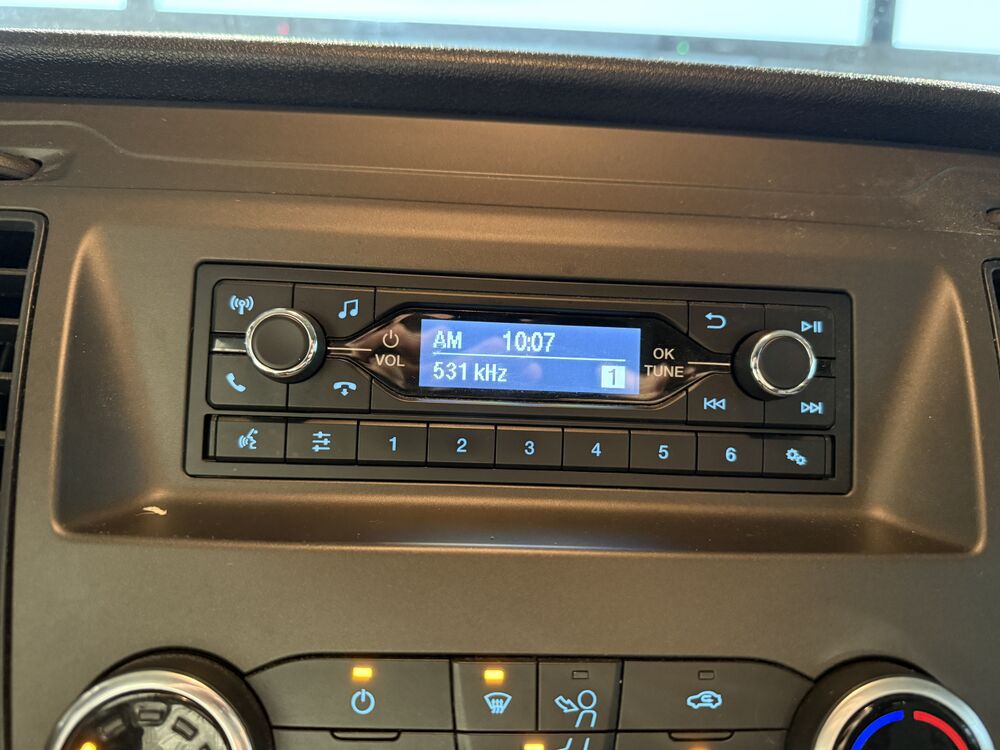 AM 10:07
531 kHz 1
VOL
OK
TUNE
1 2 3 4 5 6